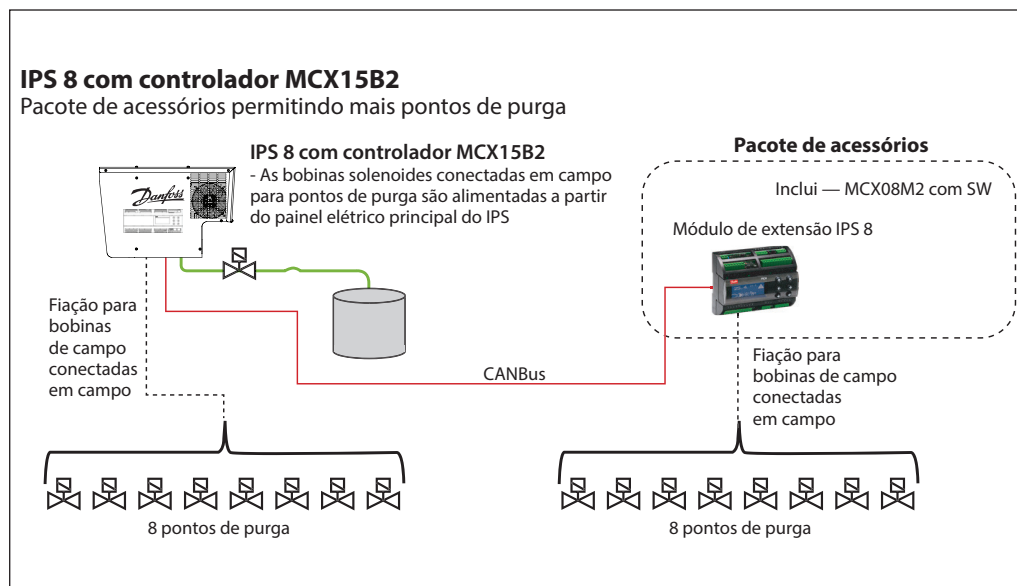 IPS 8 com controlador MCX15B2
Pacote de acessórios permitindo mais pontos de purga
IPS 8 com controlador MCX15B2
- As bobinas solenoides conectadas em campo
para pontos de purga são alimentadas a partir
do painel elétrico principal do IPS
Danfoss
Pacote de acessórios
Inclui — MCX08M2 com SW
Módulo de extensão IPS 8
Fiação para
bobinas
de campo
conectadas
em campo
CANBus
Fiação para
bobinas de campo
conectadas
em campo
8 pontos de purga
8 pontos de purga